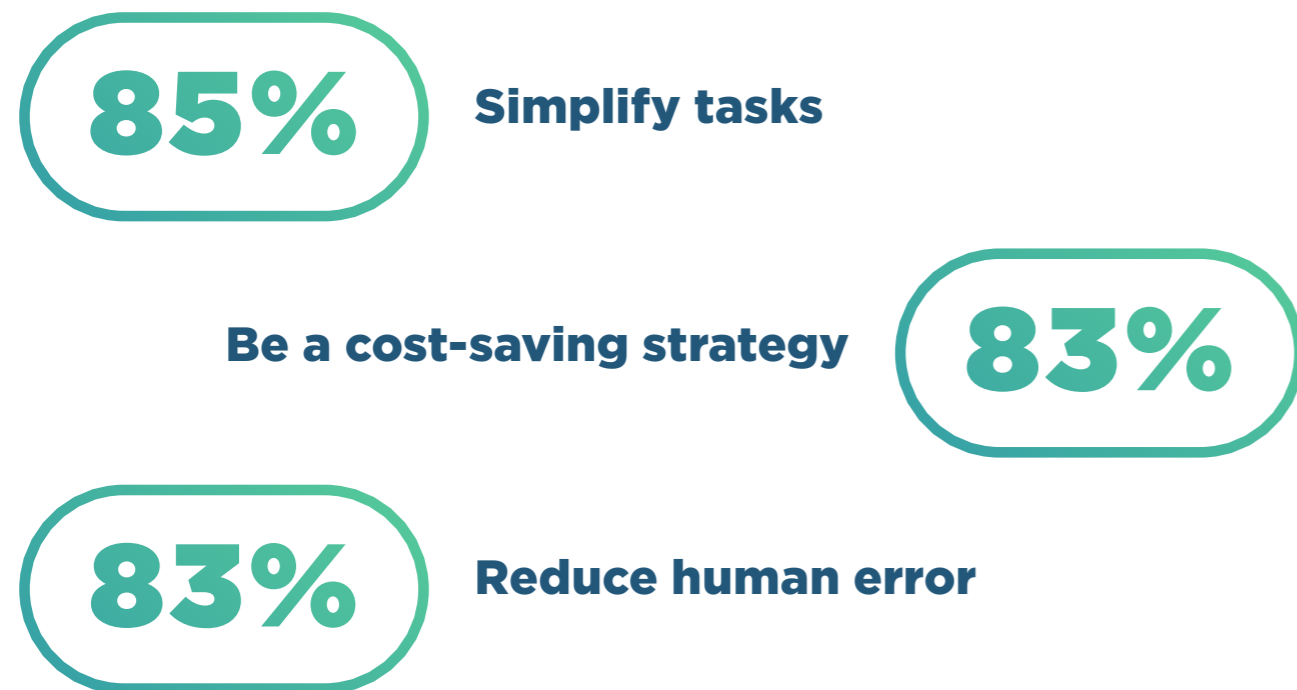 85%
Simplify tasks
Be a cost-saving strategy
83%
83%
Reduce human error